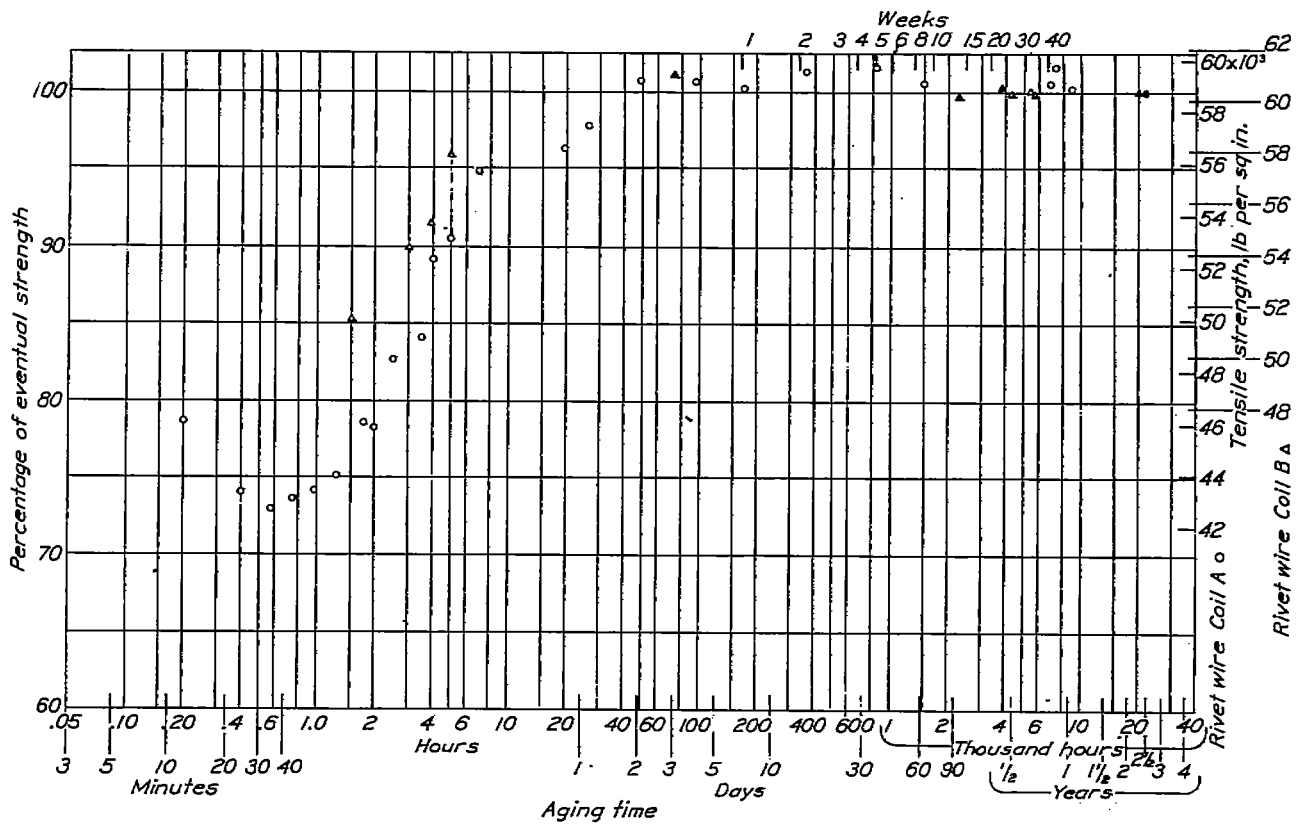 Weeks
1 2 3 4 5 6 8 10 15 20 30 40
62
60x10³
100
60
58
58
56
56
54
90
54
52
52
50
50
48
80
48
46
44
42
70
60
Percentage of eventual strength
Tensile strength, lb per sq in.
Rivet wire Coil A o
Rivet wire Coil B Δ
.05 .10 .20 .4 .6 1.0 2 4 6 10 20 40 60 100 200 400 600 1 2 4 6 10 20 40
Hours
Thousand hours
3 5 10 20 30 40
Minutes
1 2 3 5 10 30 60 90
Days
1/2 1 1 1/2 2 2 1/2 3 4
Years
Aging time